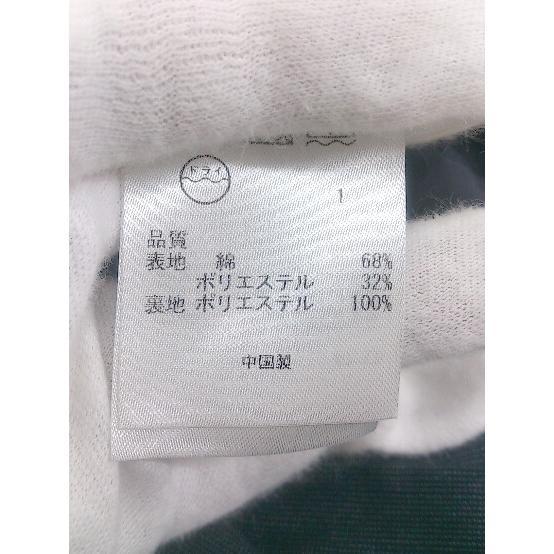 ドライ
1
品質
表地 綿 68%
ポリエステル 32%
裏地 ポリエステル 100%
中国製